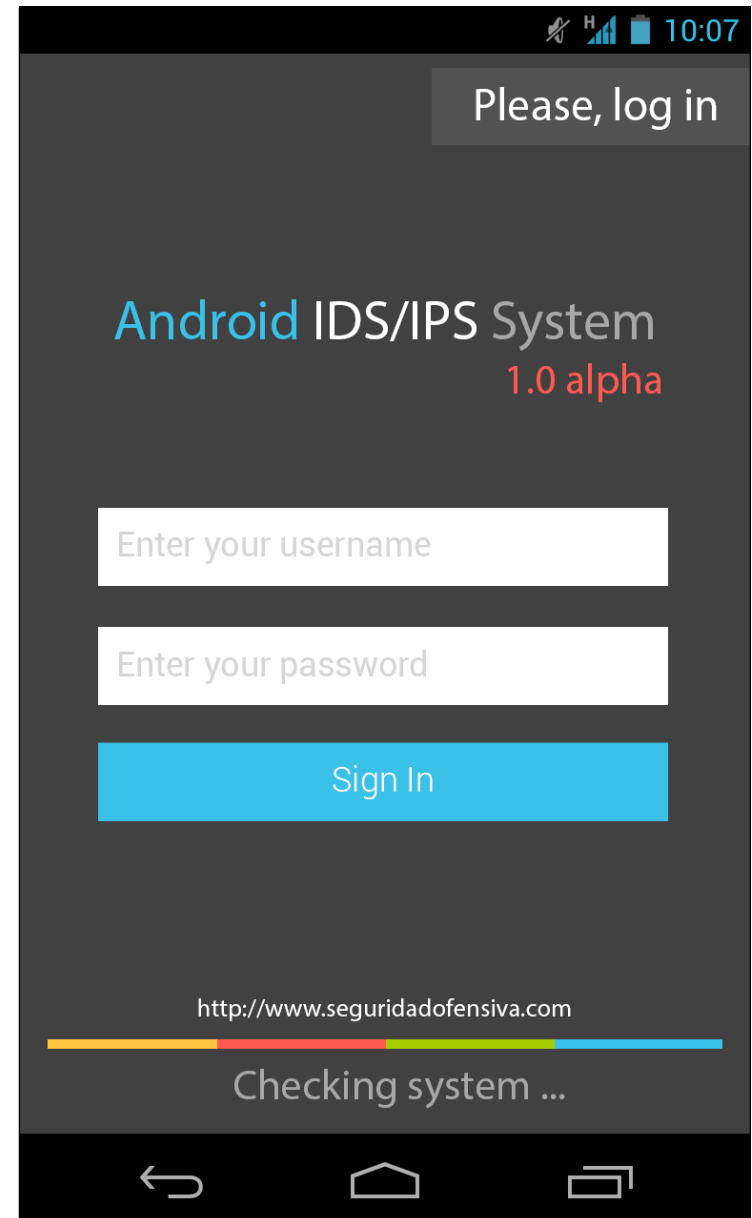 H 10:07
Please, log in
Android IDS/IPS System
1.0 alpha
Enter your username
Enter your password
Sign In
http://www.seguridadofensiva.com
Checking system ...